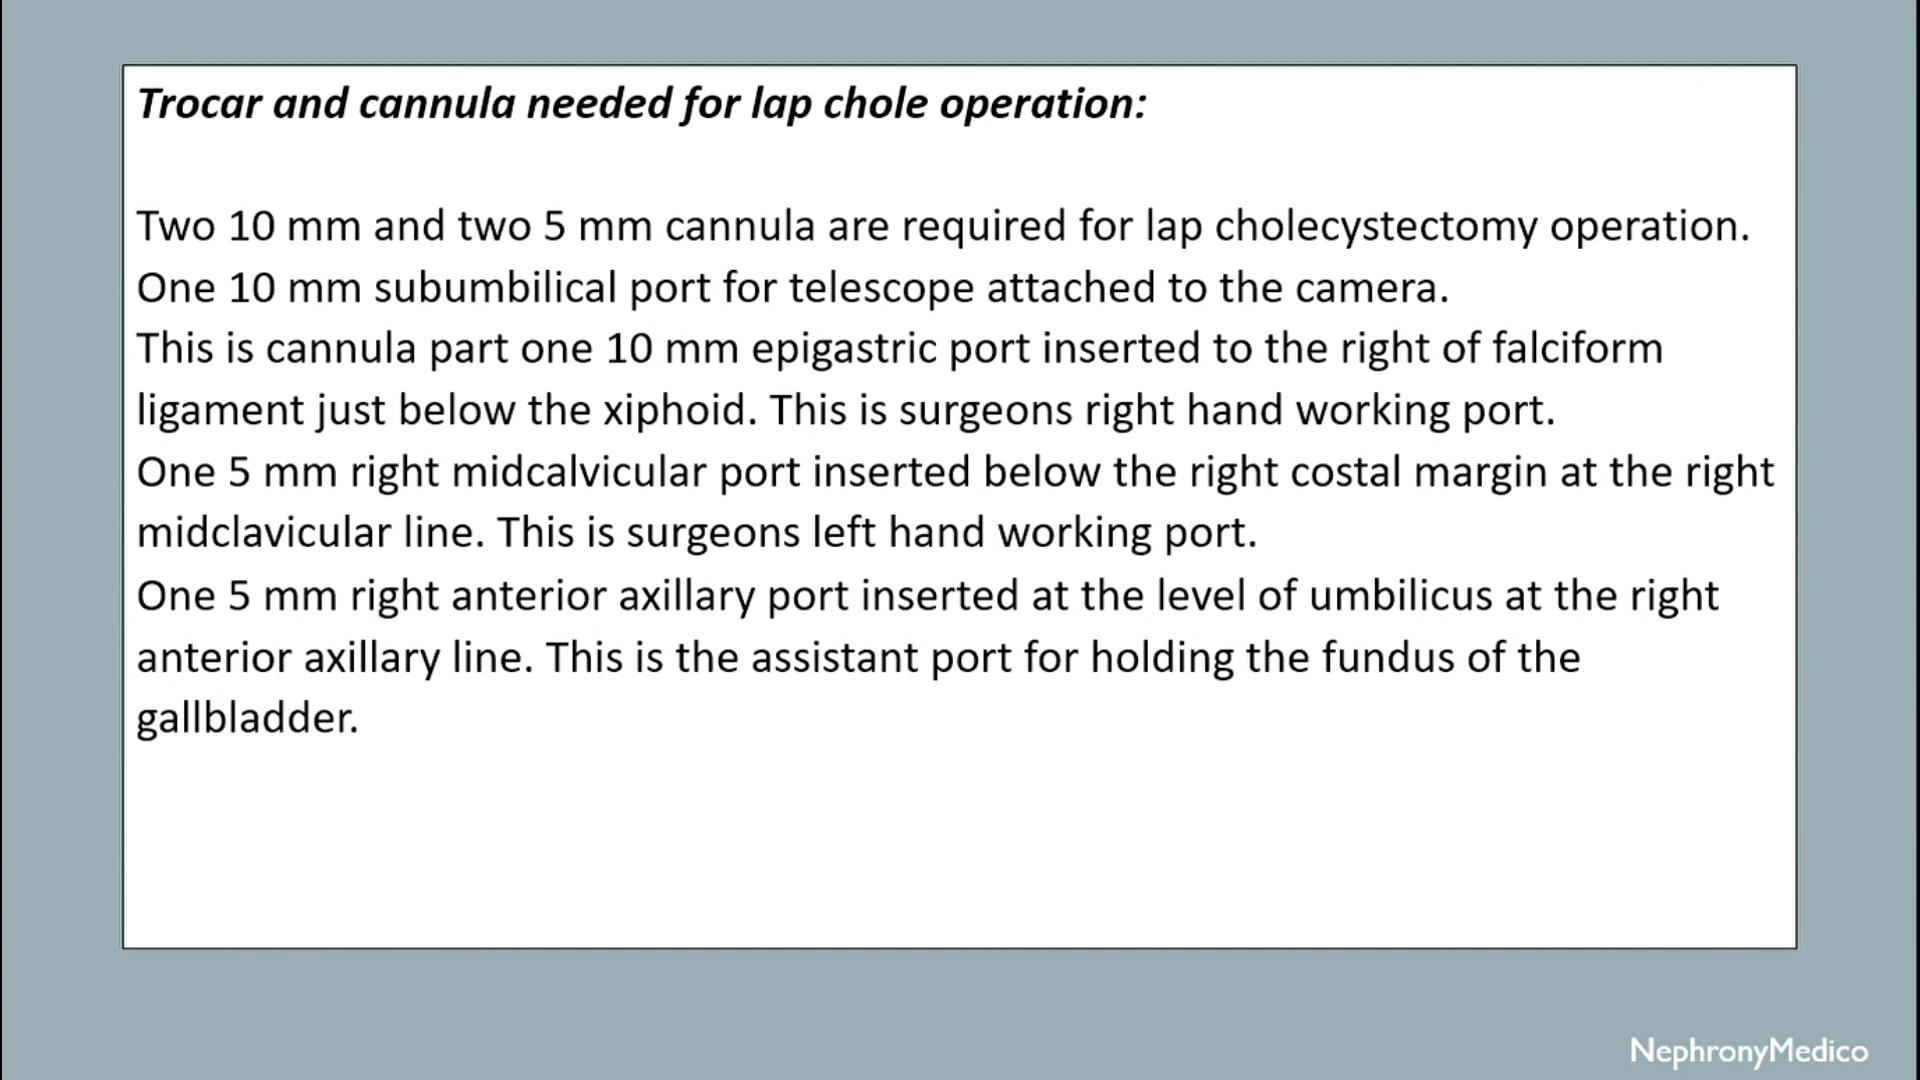 Trocar and cannula needed for lap chole operation:
Two 10 mm and two 5 mm cannula are required for lap cholecystectomy operation.
One 10 mm subumbilical port for telescope attached to the camera.
This is cannula part one 10 mm epigastric port inserted to the right of falciform
ligament just below the xiphoid. This is surgeons right hand working port.
One 5 mm right midcalvicular port inserted below the right costal margin at the right
midclavicular line. This is surgeons left hand working port.
One 5 mm right anterior axillary port inserted at the level of umbilicus at the right
anterior axillary line. This is the assistant port for holding the fundus of the
gallbladder.
NephronyMedico